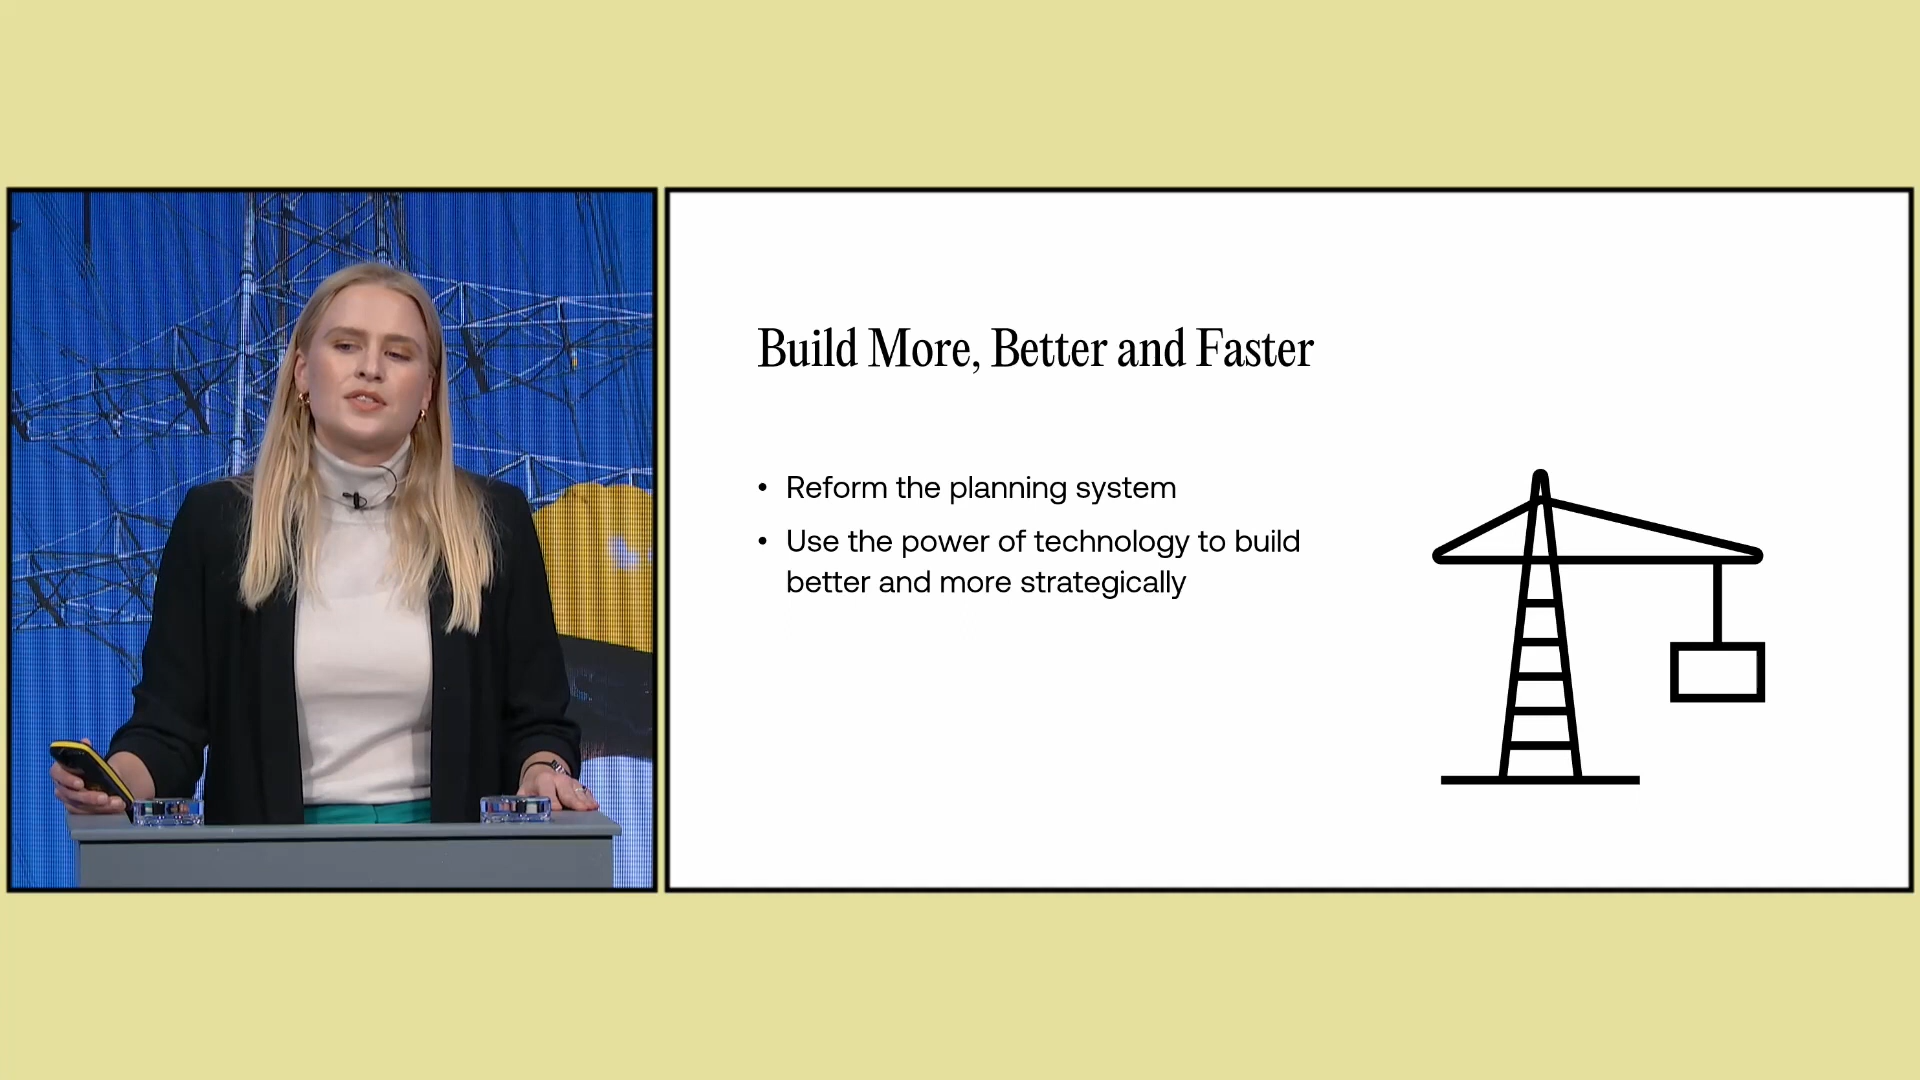 Build More, Better and Faster
• Reform the planning system
• Use the power of technology to build
better and more strategically